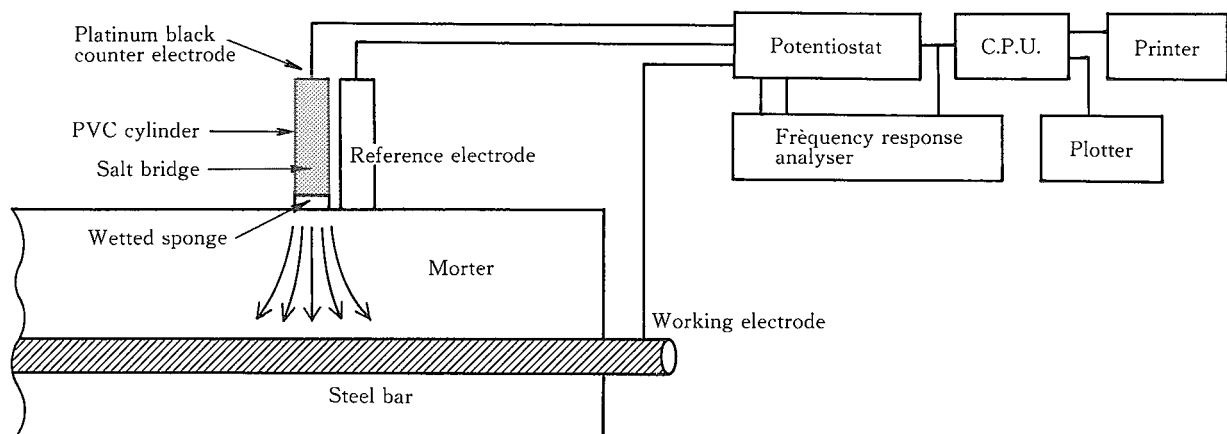 Platinum black
counter electrode
PVC cylinder
Salt bridge
Wetted sponge
Reference electrode
Morter
Working electrode
Steel bar
Potentiostat
C.P.U.
Printer
Frèquency response
analyser
Plotter